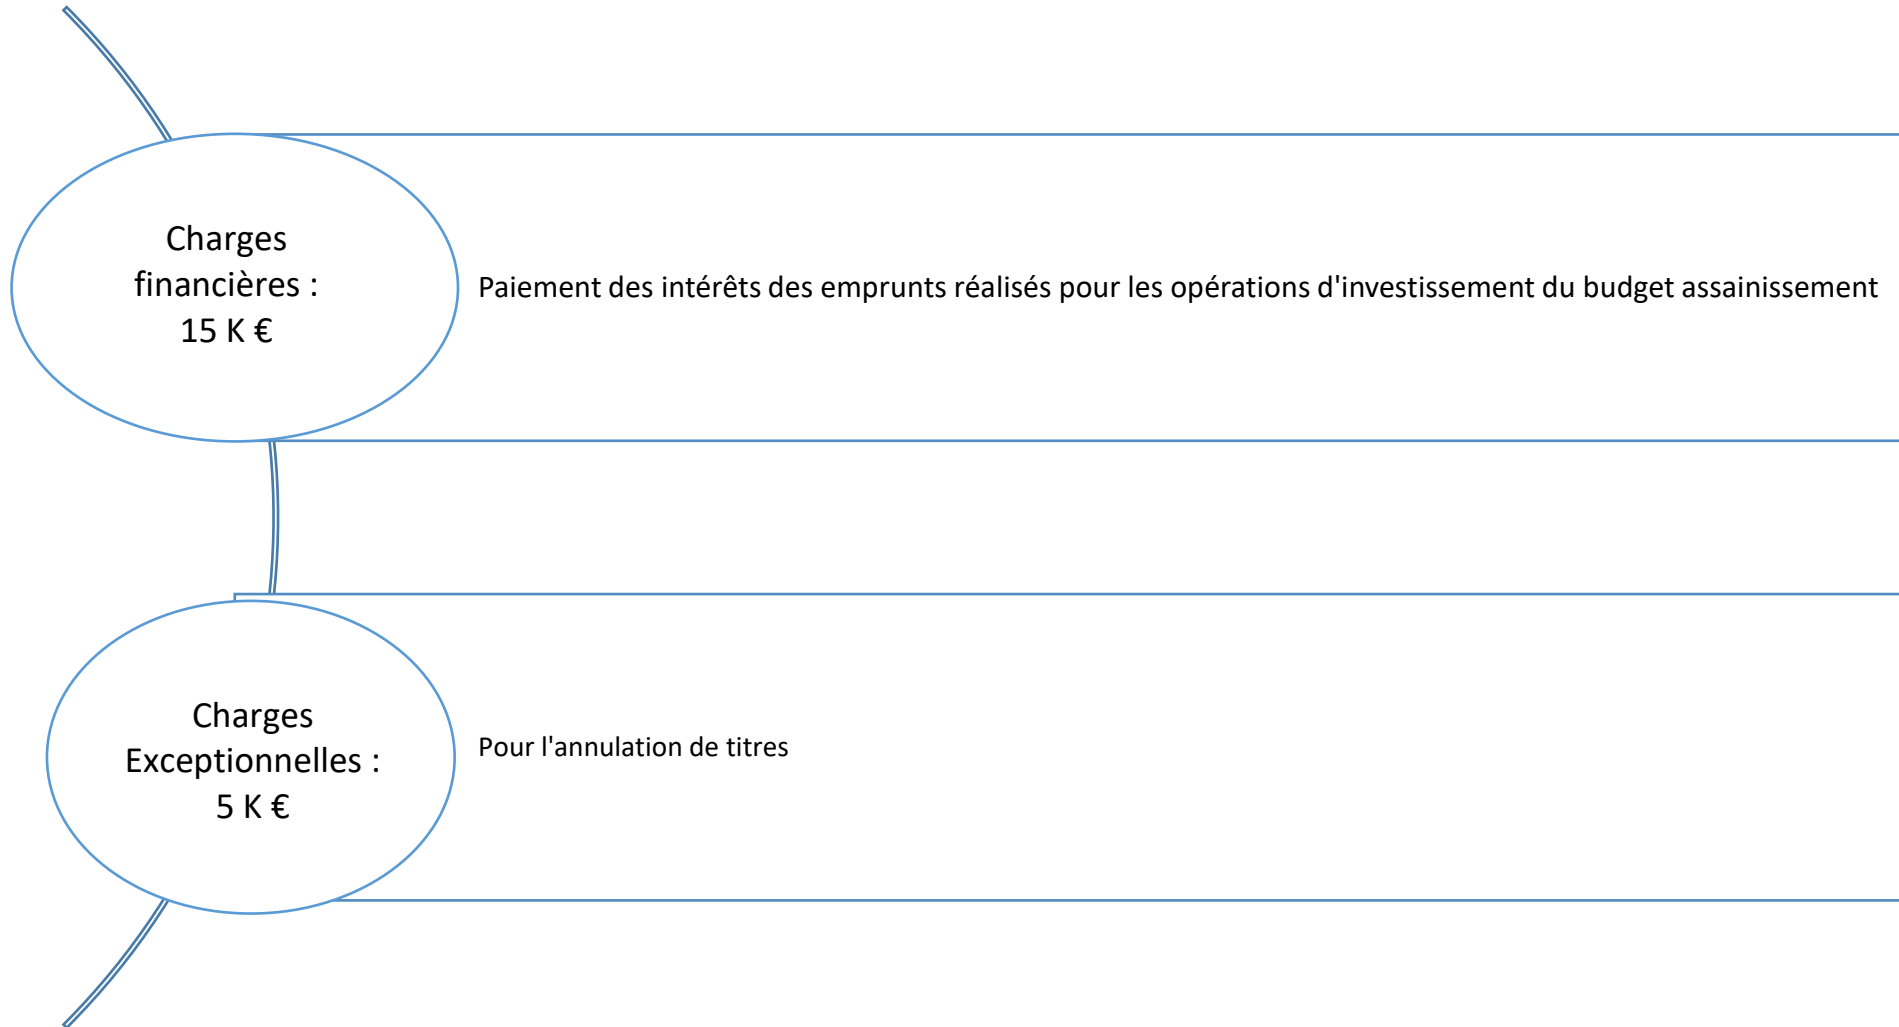 Charges
financières :
15 K €
Paiement des intérêts des emprunts réalisés pour les opérations d'investissement du budget assainissement
Charges
Exceptionnelles :
5 K €
Pour l'annulation de titres